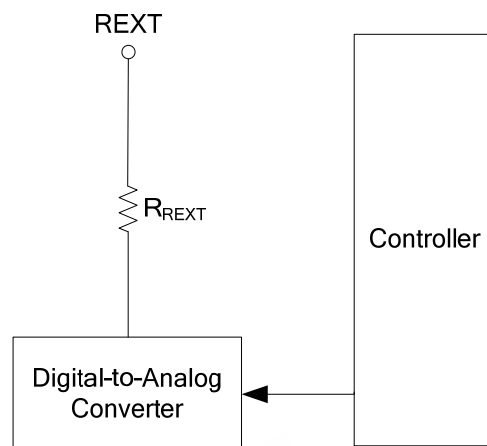 REXT
RREXT
Controller
Digital-to-Analog
Converter